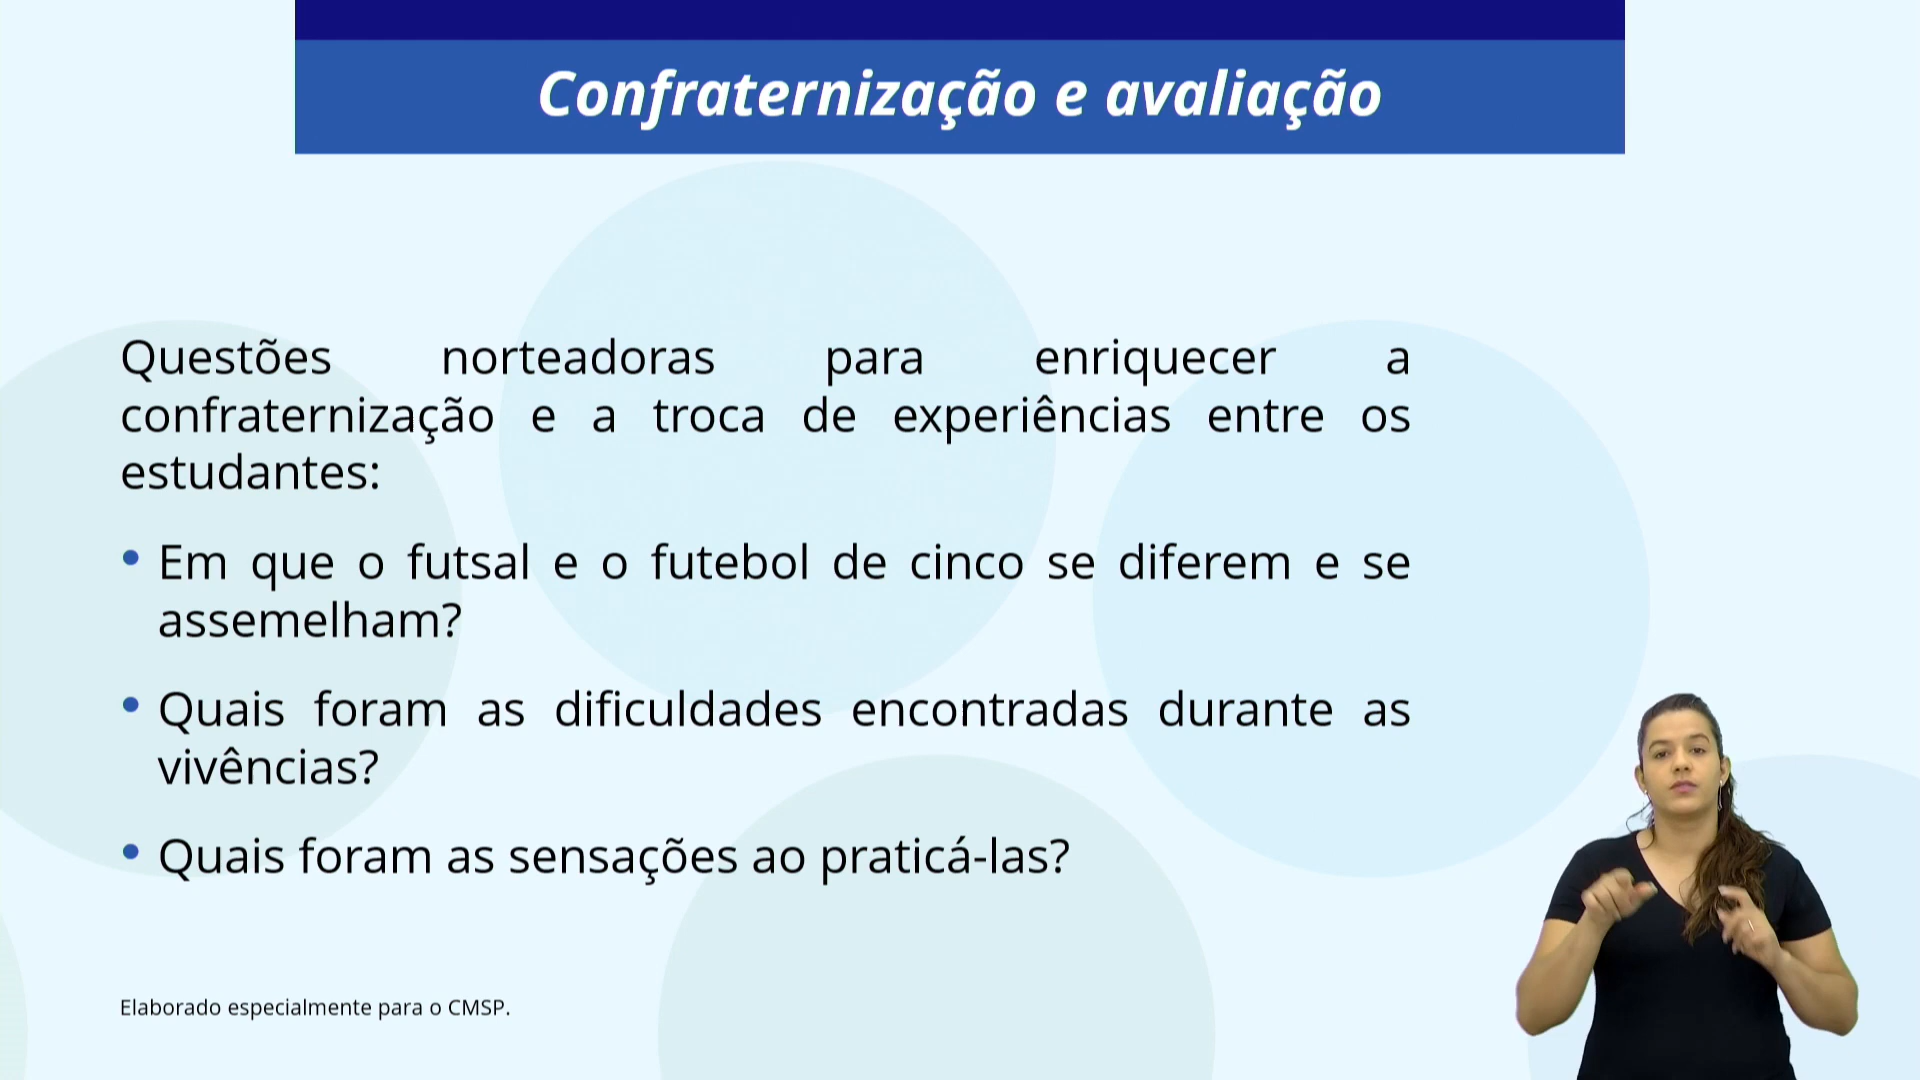 Confraternização e avaliação
Questões norteadoras para enriquecer a
confraternização e a troca de experiências entre os
estudantes:
• Em que o futsal e o futebol de cinco se diferem e se
assemelham?
• Quais foram as dificuldades encontradas durante as
vivências?
• Quais foram as sensações ao praticá-las?
Elaborado especialmente para o CMSP.